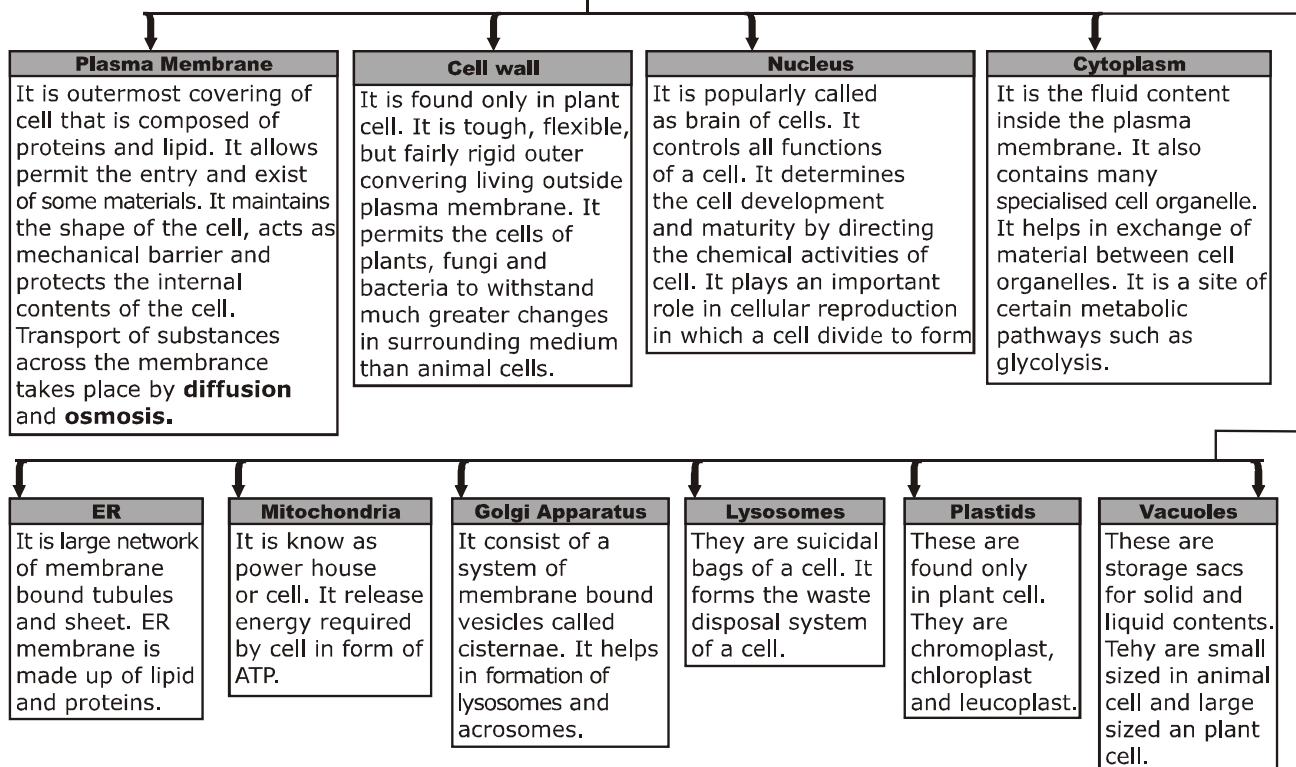 Plasma Membrane
It is outermost covering of
cell that is composed of
proteins and lipid. It allows
permit the entry and exist
of some materials. It maintains
the shape of the cell, acts as
mechanical barrier and
protects the internal
contents of the cell.
Transport of substances
across the membrance
takes place by diffusion
and osmosis.
Cell wall
It is found only in plant
cell. It is tough, flexible,
but fairly rigid outer
convering living outside
plasma membrane. It
permits the cells of
plants, fungi and
bacteria to withstand
much greater changes
in surrounding medium
than animal cells.
Nucleus
It is popularly called
as brain of cells. It
controls all functions
of a cell. It determines
the cell development
and maturity by directing
the chemical activities of
cell. It plays an important
role in cellular reproduction
in which a cell divide to form
Cytoplasm
It is the fluid content
inside the plasma
membrane. It also
contains many
specialised cell organelle.
It helps in exchange of
material between cell
organelles. It is a site of
certain metabolic
pathways such as
glycolysis.
ER
It is large network
of membrane
bound tubules
and sheet. ER
membrane is
made up of lipid
and proteins.
Mitochondria
It is know as
power house
or cell. It release
energy required
by cell in form of
ATP.
Golgi Apparatus
It consist of a
system of
membrane bound
vesicles called
cisternae. It helps
in formation of
lysosomes and
acrosomes.
Lysosomes
They are suicidal
bags of a cell. It
forms the waste
disposal system
of a cell.
Plastids
These are
found only
in plant cell.
They are
chromoplast,
chloroplast
and leucoplast.
Vacuoles
These are
storage sacs
for solid and
liquid contents.
Tehy are small
sized in animal
cell and large
sized an plant
cell.